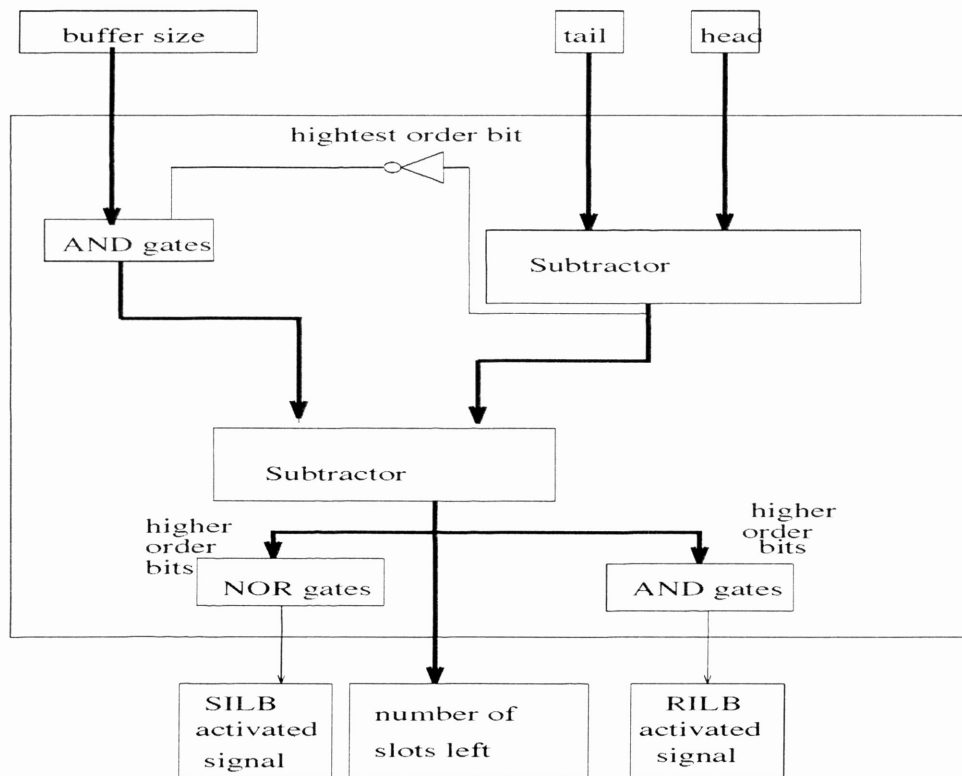 buffer size
tail
head
hightest order bit
AND gates
Subtractor
Subtractor
higher
order
bits
higher
order
bits
NOR gates
AND gates
SILB
activated
signal
number of
slots left
RILB
activated
signal